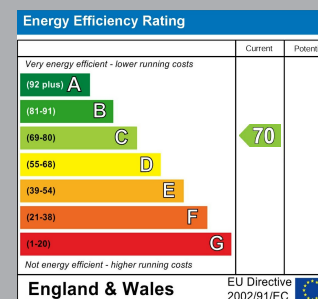 Energy Efficiency Rating
Current Potent
Very energy efficient - lower running costs
(92 plus) A
(81-91) B
(69-80) C 70
(55-68) D
(39-54) E
(21-38) F
(1-20) G
Not energy efficient - higher running costs
England & Wales
EU Directive
2002/91/EC